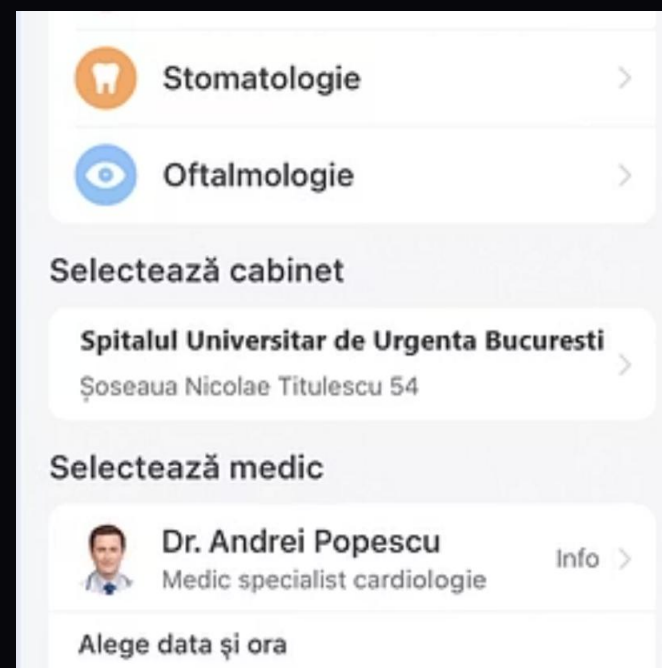 Stomatologie
Oftalmologie
Selectează cabinet
Spitalul Universitar de Urgenta Bucuresti
Șoseaua Nicolae Titulescu 54
Selectează medic
Dr. Andrei Popescu
Info
Medic specialist cardiologie
Alege data și ora